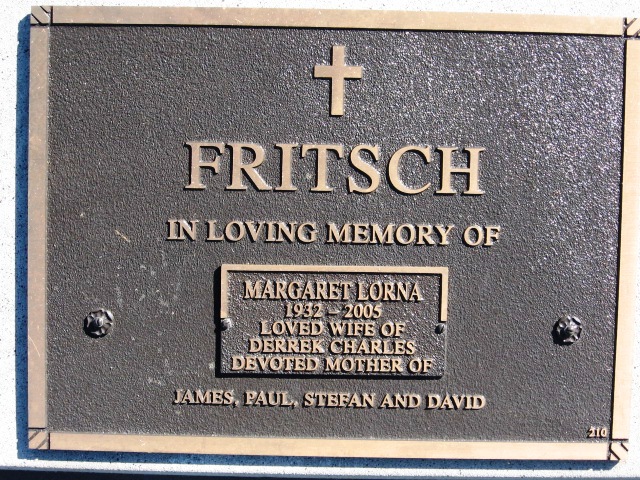 FRITSCH
IN LOVING MEMORY OF
MARGARET LORNA
1932 - 2005
LOVED WIFE OF
DERREK CHARLES
DEVOTED MOTHER OF
JAMES, PAUL, STEFAN AND DAVID
210